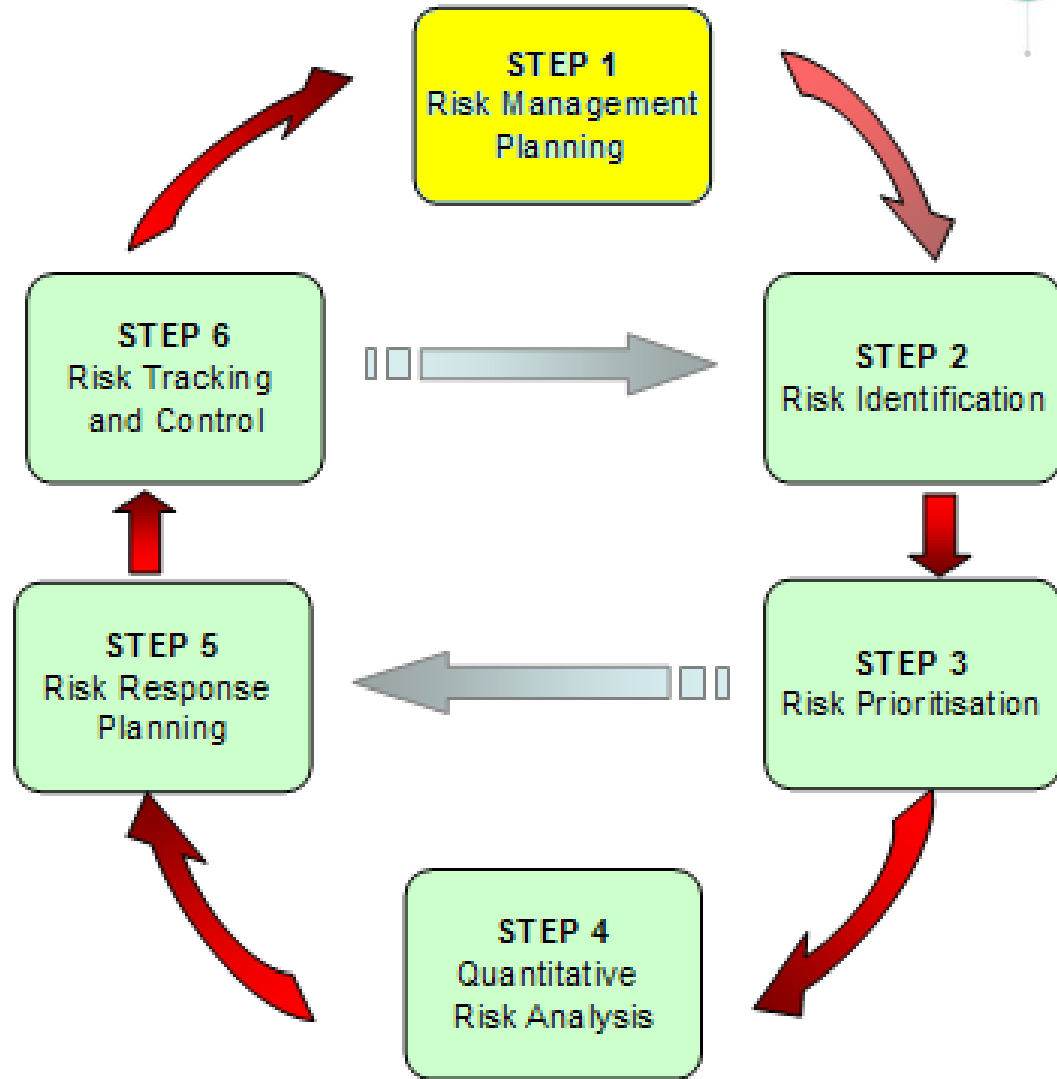 STEP 1
Risk Management
Planning
STEP 2
Risk Identification
STEP 3
Risk Prioritisation
STEP 4
Quantitative
Risk Analysis
STEP 5
Risk Response
Planning
STEP 6
Risk Tracking
and Control